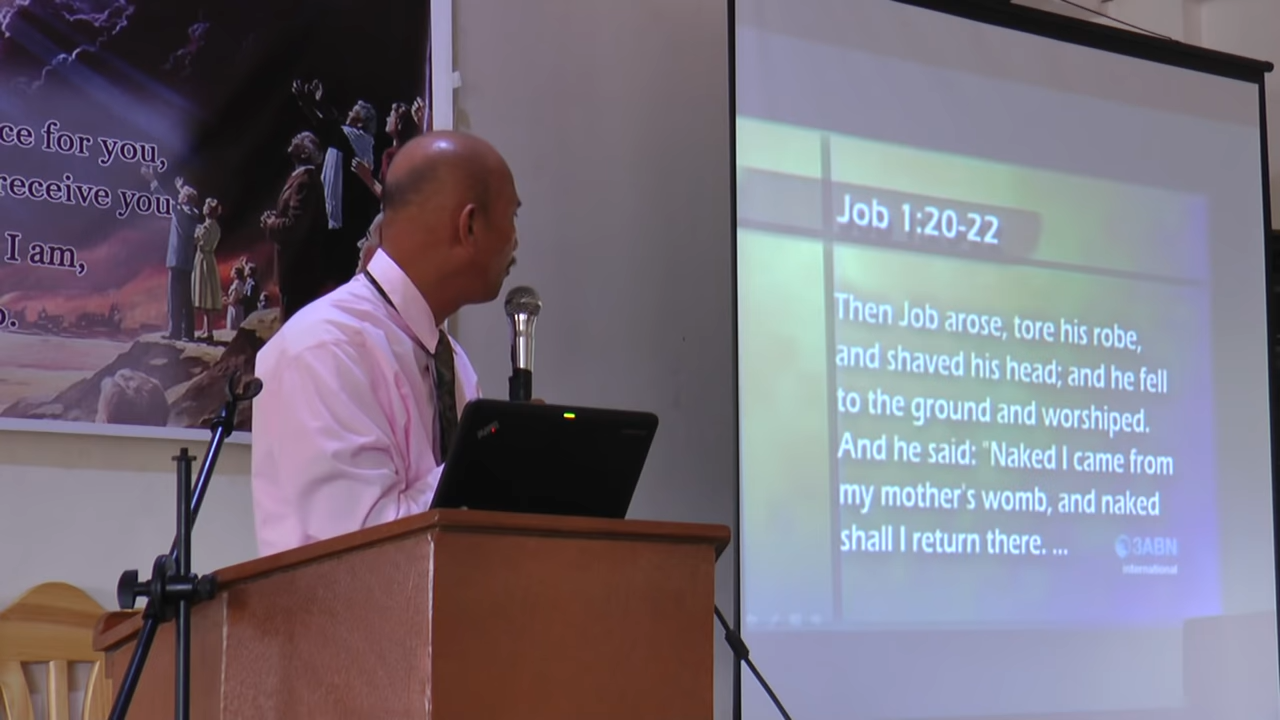 ce for you,
receive you
I am,
o.
Job 1:20-22
Then Job arose, tore his robe,
and shaved his head; and he fell
to the ground and worshiped.
And he said: "Naked I came from
my mother's womb, and naked
shall I return there. ...
3ABN
international